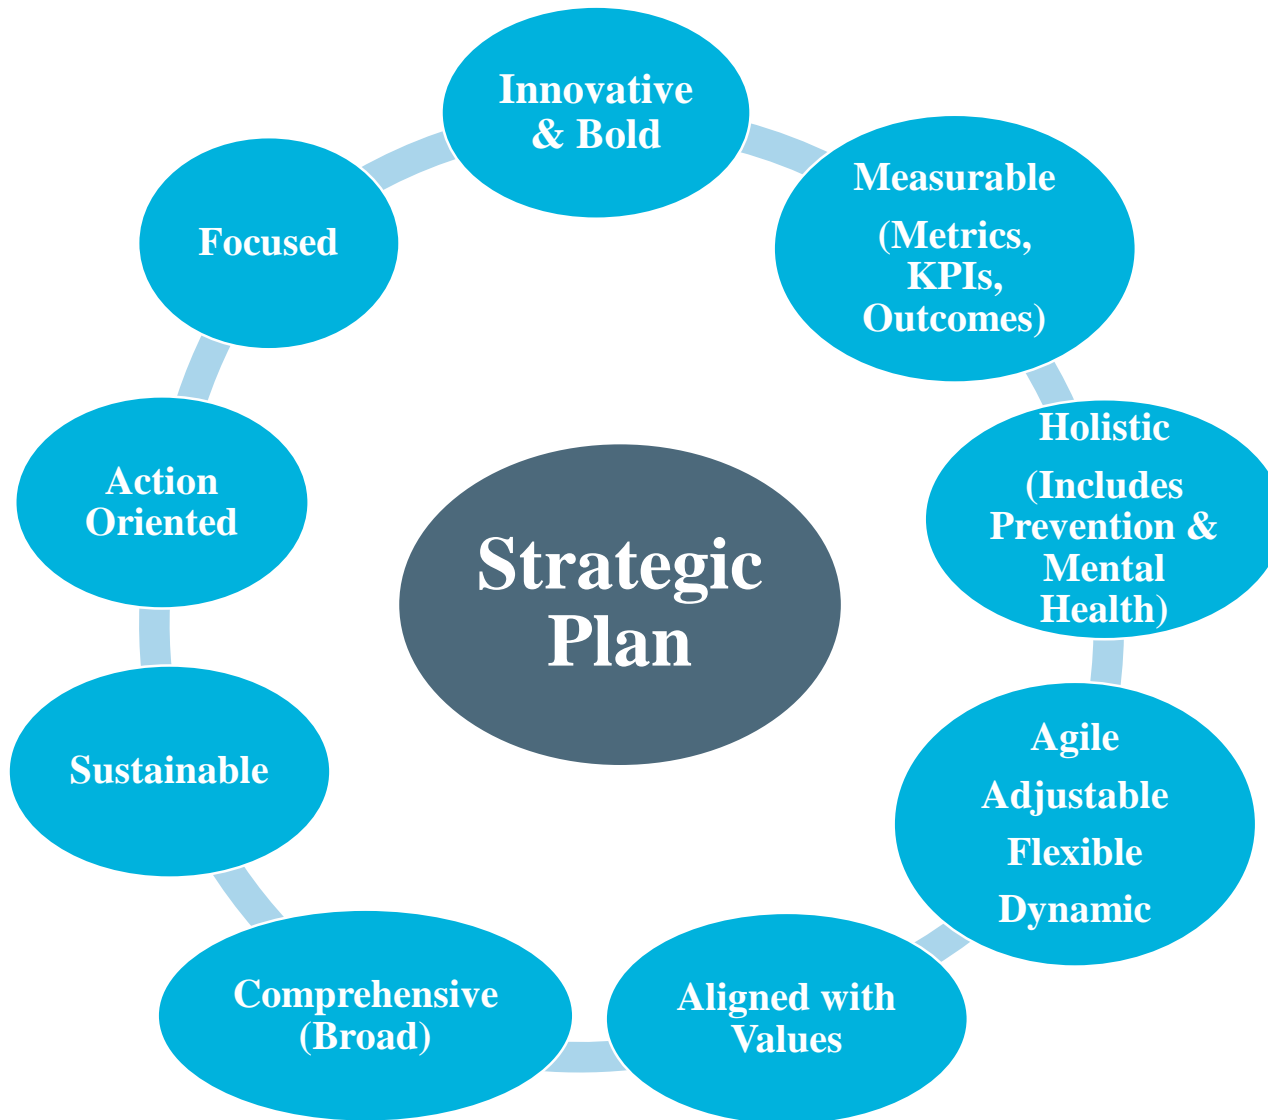 Innovative
& Bold
Measurable
(Metrics,
KPIs,
Outcomes)
Holistic
(Includes
Prevention &
Mental
Health)
Agile
Adjustable
Flexible
Dynamic
Aligned with
Values
Comprehensive
(Broad)
Sustainable
Action
Oriented
Focused
Strategic
Plan